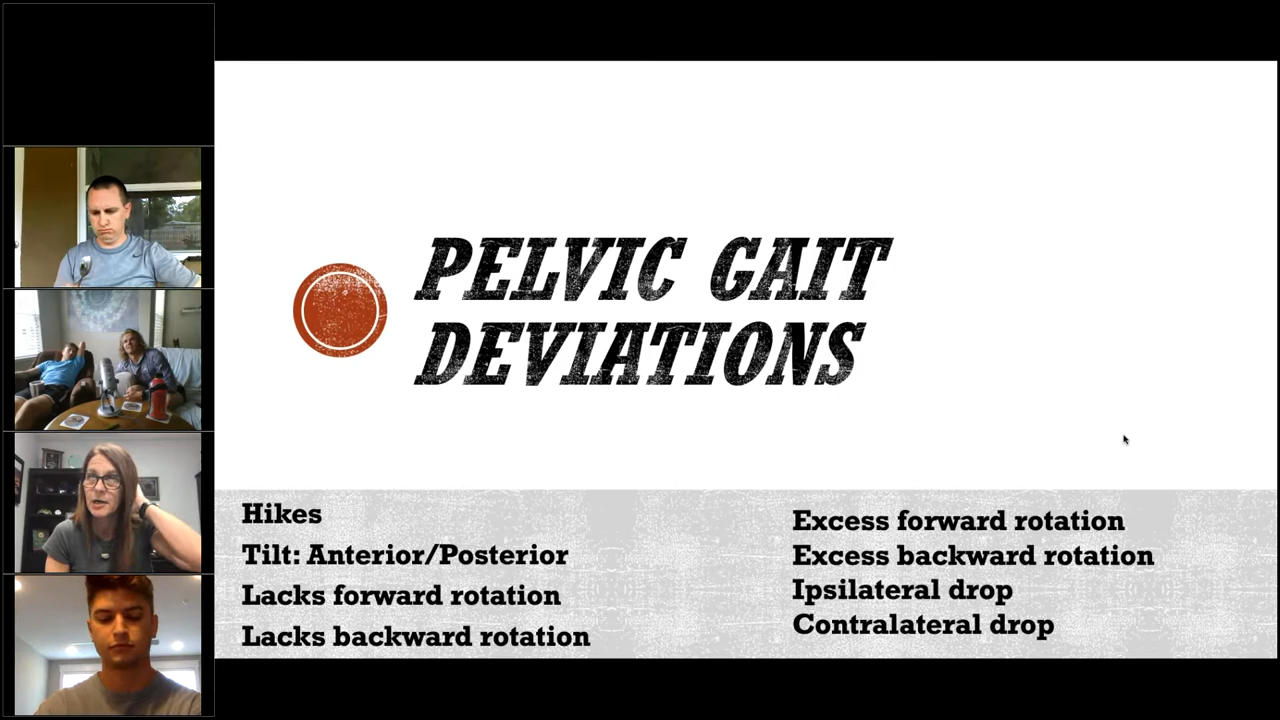 PELVIC GAIT
DEVIATIONS
Hikes
Tilt: Anterior/Posterior
Lacks forward rotation
Lacks backward rotation
Excess forward rotation
Excess backward rotation
Ipsilateral drop
Contralateral drop